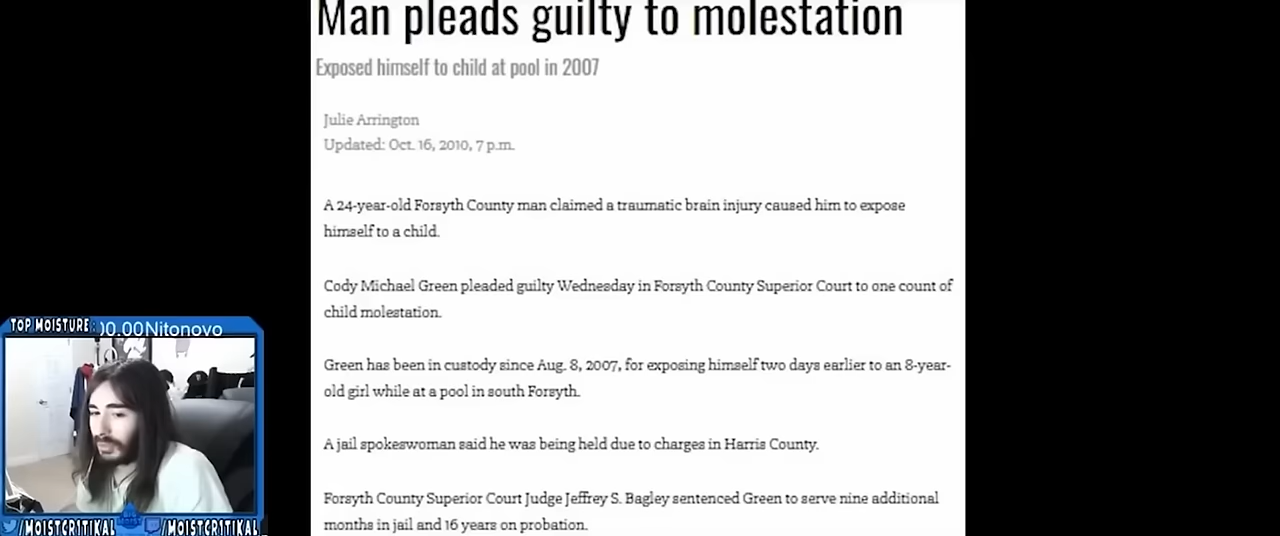 Man pleads guilty to molestation
Exposed himself to child at pool in 2007
Julie Arrington
Updated: Oct. 16, 2010, 7 p.m.
A 24-year-old Forsyth County man claimed a traumatic brain injury caused him to expose
himself to a child.
Cody Michael Green pleaded guilty Wednesday in Forsyth County Superior Court to one count of
child molestation.
Green has been in custody since Aug. 8, 2007, for exposing himself two days earlier to an 8-year-
old girl while at a pool in south Forsyth.
A jail spokeswoman said he was being held due to charges in Harris County.
Forsyth County Superior Court Judge Jeffrey S. Bagley sentenced Green to serve nine additional
months in jail and 16 years on probation.
TOP MOISTURE: 00.00 Nitonovo
/MOISTCR1TIKAL /MOISTCR1TIKAL